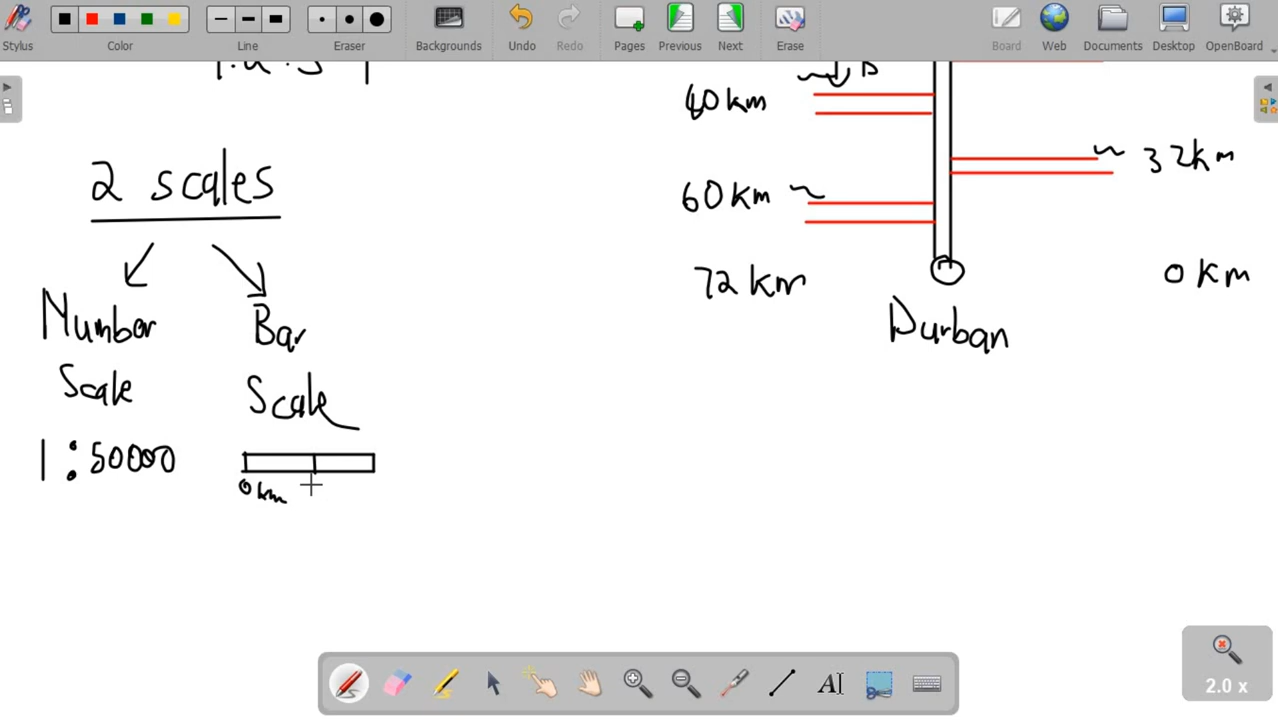 Stylus
Color
Line
Eraser
Backgrounds
Undo
Redo
Pages
Previous
Next
Erase
Board
Web
Documents
Desktop
OpenBoard
40 km
32 km
60 km
72 km
0 km
Durban
2 scales
Number
Scale
1:50000
Bar
Scale
0 km
2.0 x